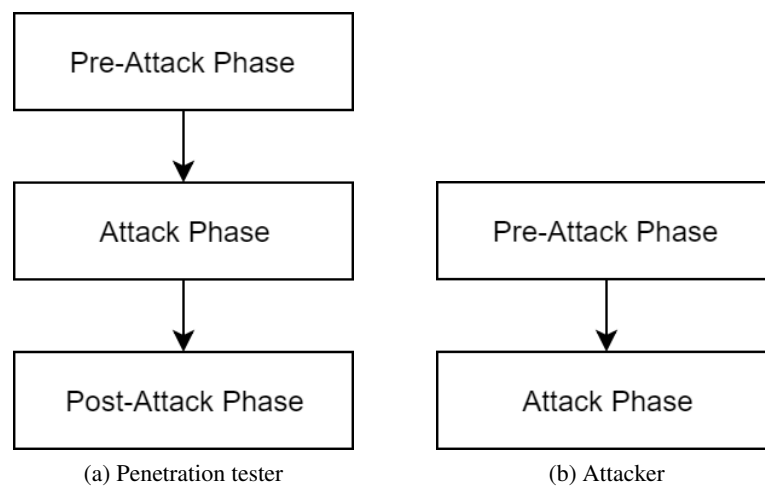 Pre-Attack Phase
Attack Phase
Post-Attack Phase
(a) Penetration tester
Pre-Attack Phase
Attack Phase
(b) Attacker